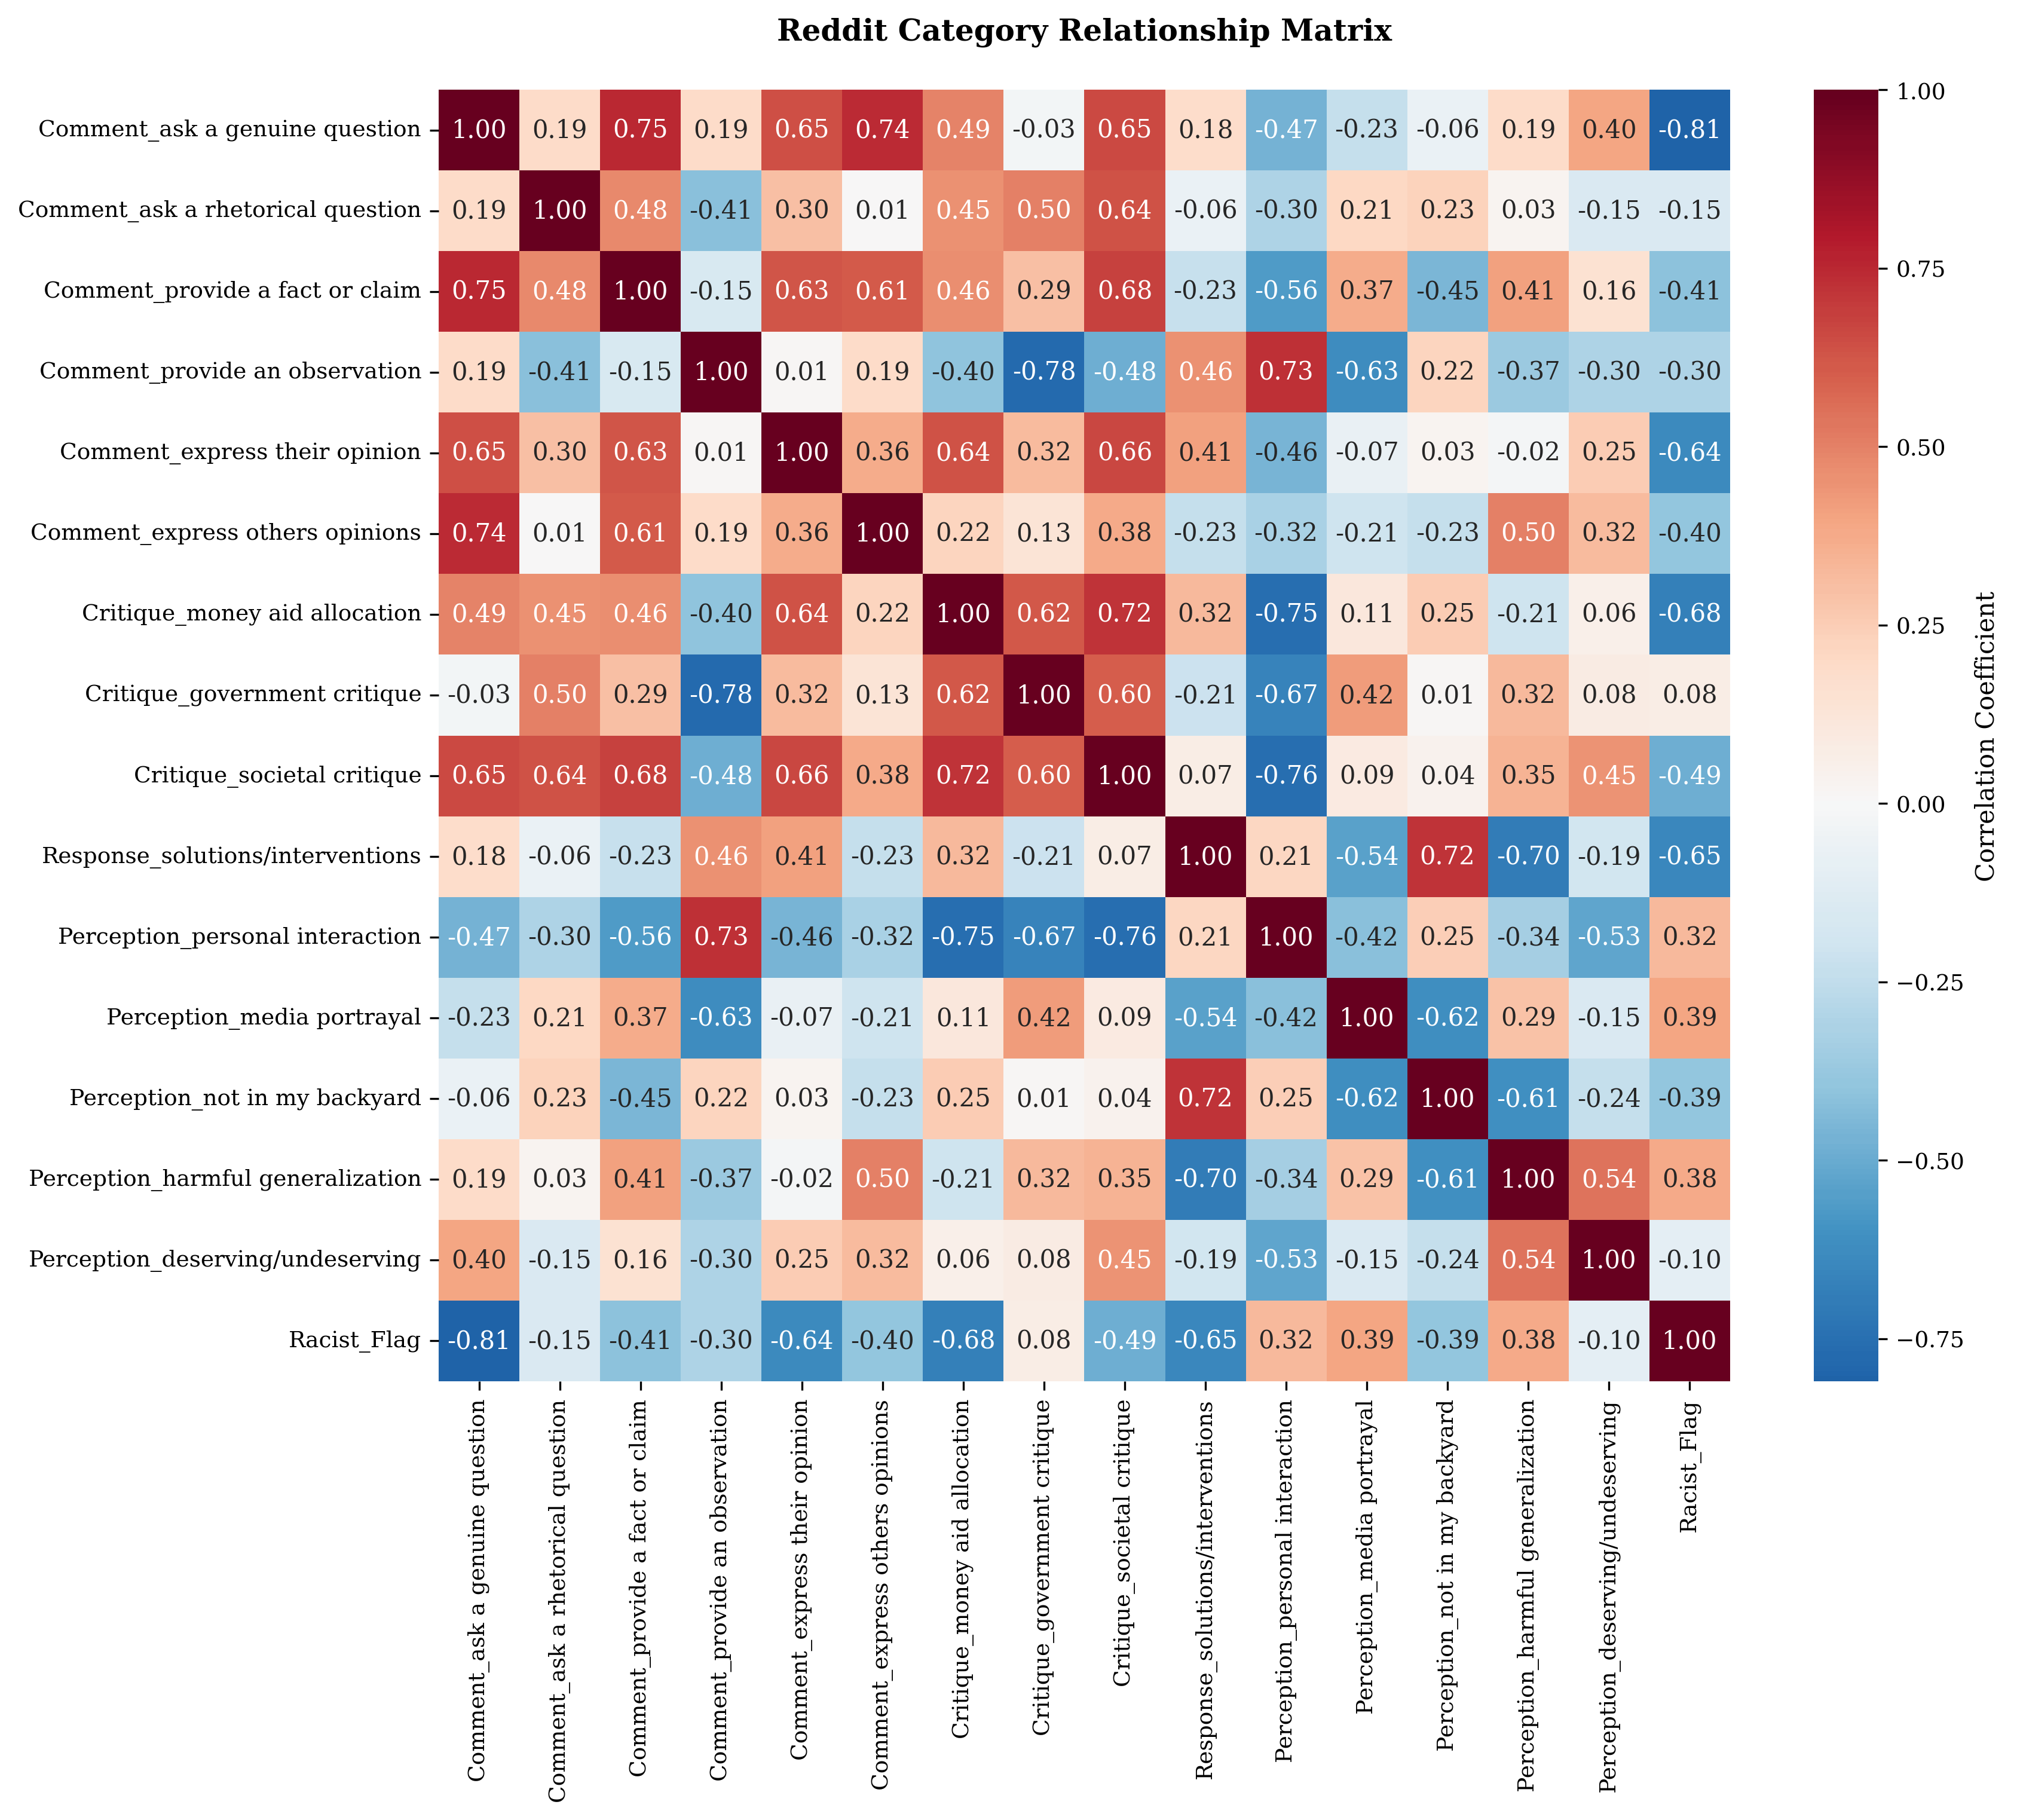 Reddit Category Relationship Matrix
Comment_ask a genuine question 1.00 0.19 0.75 0.19 0.65 0.74 0.49 -0.03 0.65 0.18 -0.47 -0.23 -0.06 0.19 0.40 -0.81
Comment_ask a rhetorical question 0.19 1.00 0.48 -0.41 0.30 0.01 0.45 0.50 0.64 -0.06 -0.30 0.21 0.23 0.03 -0.15 -0.15
Comment_provide a fact or claim 0.75 0.48 1.00 -0.15 0.63 0.61 0.46 0.29 0.68 -0.23 -0.56 0.37 -0.45 0.41 0.16 -0.41
Comment_provide an observation 0.19 -0.41 -0.15 1.00 0.01 0.19 -0.40 -0.78 -0.48 0.46 0.73 -0.63 0.22 -0.37 -0.30 -0.30
Comment_express their opinion 0.65 0.30 0.63 0.01 1.00 0.36 0.64 0.32 0.66 0.41 -0.46 -0.07 0.03 -0.02 0.25 -0.64
Comment_express others opinions 0.74 0.01 0.61 0.19 0.36 1.00 0.22 0.13 0.38 -0.23 -0.32 -0.21 -0.23 0.50 0.32 -0.40
Critique_money aid allocation 0.49 0.45 0.46 -0.40 0.64 0.22 1.00 0.62 0.72 0.32 -0.75 0.11 0.25 -0.21 0.06 -0.68
Critique_government critique -0.03 0.50 0.29 -0.78 0.32 0.13 0.62 1.00 0.60 -0.21 -0.67 0.42 0.01 0.32 0.08 0.08
Critique_societal critique 0.65 0.64 0.68 -0.48 0.66 0.38 0.72 0.60 1.00 0.07 -0.76 0.09 0.04 0.35 0.45 -0.49
Response_solutions/interventions 0.18 -0.06 -0.23 0.46 0.41 -0.23 0.32 -0.21 0.07 1.00 0.21 -0.54 0.72 -0.70 -0.19 -0.65
Perception_personal interaction -0.47 -0.30 -0.56 0.73 -0.46 -0.32 -0.75 -0.67 -0.76 0.21 1.00 -0.42 0.25 -0.34 -0.53 0.32
Perception_media portrayal -0.23 0.21 0.37 -0.63 -0.07 -0.21 0.11 0.42 0.09 -0.54 -0.42 1.00 -0.62 0.29 -0.15 0.39
Perception_not in my backyard -0.06 0.23 -0.45 0.22 0.03 -0.23 0.25 0.01 0.04 0.72 0.25 -0.62 1.00 -0.61 -0.24 -0.39
Perception_harmful generalization 0.19 0.03 0.41 -0.37 -0.02 0.50 -0.21 0.32 0.35 -0.70 -0.34 0.29 -0.61 1.00 0.54 0.38
Perception_deserving/undeserving 0.40 -0.15 0.16 -0.30 0.25 0.32 0.06 0.08 0.45 -0.19 -0.53 -0.15 -0.24 0.54 1.00 -0.10
Racist_Flag -0.81 -0.15 -0.41 -0.30 -0.64 -0.40 -0.68 0.08 -0.49 -0.65 0.32 0.39 -0.39 0.38 -0.10 1.00
Comment_ask a genuine question
Comment_ask a rhetorical question
Comment_provide a fact or claim
Comment_provide an observation
Comment_express their opinion
Comment_express others opinions
Critique_money aid allocation
Critique_government critique
Critique_societal critique
Response_solutions/interventions
Perception_personal interaction
Perception_media portrayal
Perception_not in my backyard
Perception_harmful generalization
Perception_deserving/undeserving
Racist_Flag
1.00
0.75
0.50
0.25
0.00
−0.25
−0.50
−0.75
Correlation Coefficient